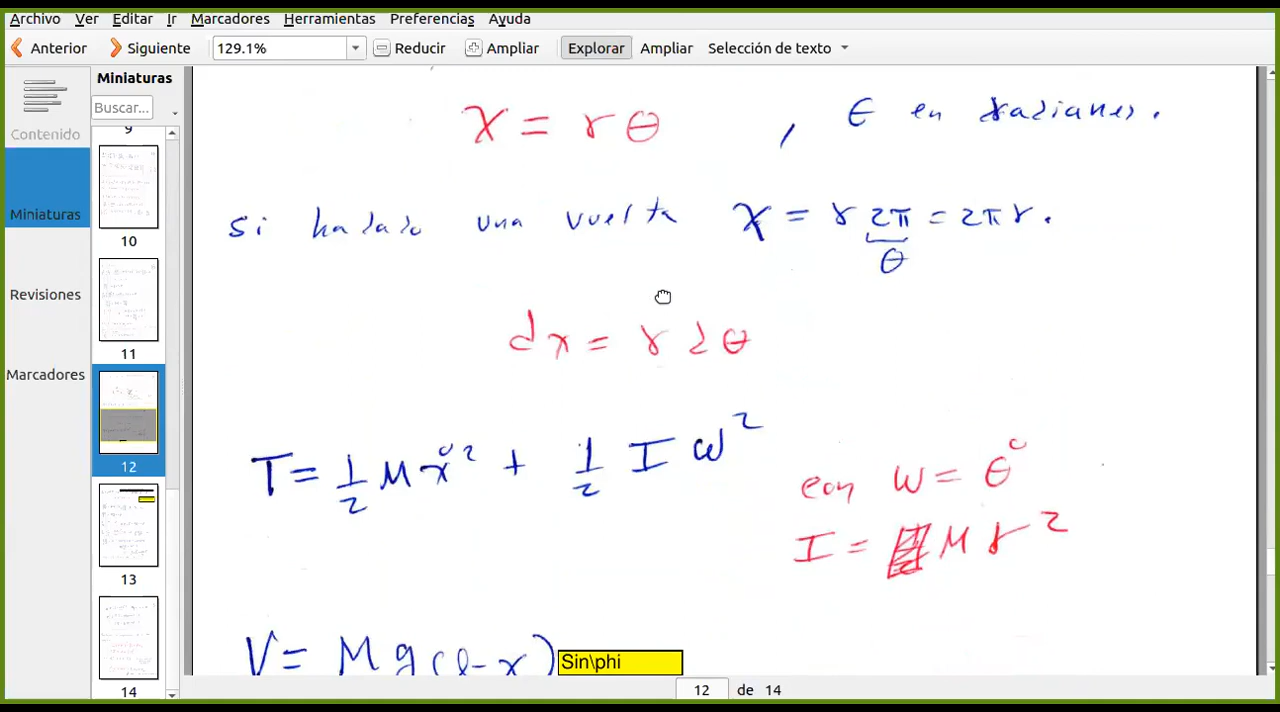 Archivo Ver Editar Ir Marcadores Herramientas Preferencias Ayuda
Anterior Siguiente 129.1% Reducir Ampliar Explorar Ampliar Selección de texto
Contenido
Miniaturas
Revisiones
Marcadores
Miniaturas
Buscar...
9
10
11
12
13
14
x = rθ , θ en radianes.
si ha dado una vuelta x = r 2π = 2πr.
θ
dx = r dθ
T = 1/2 M ẋ² + 1/2 I ω²
con ω = θ̇
I = M r²
V = M g (l - x) Sin\phi
12 de 14